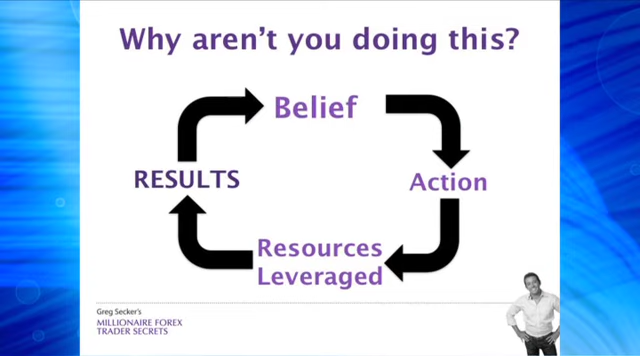 Why aren't you doing this?
Belief
RESULTS
Action
Resources
Leveraged
Greg Secker's
MILLIONAIRE FOREX
TRADER SECRETS